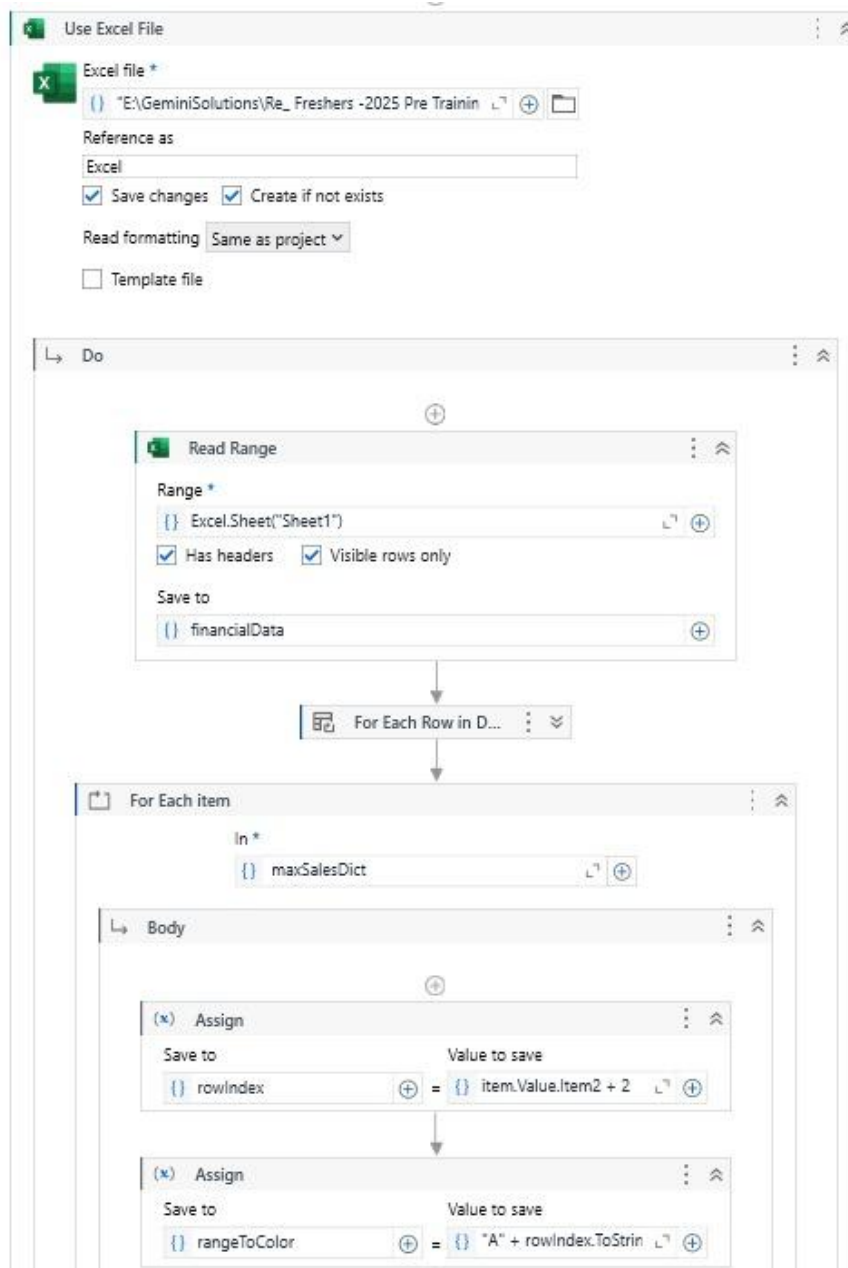 Use Excel File
Excel file *
"E:\GeminiSolutions\Re_ Freshers -2025 Pre Trainin
Reference as
Excel
Save changes Create if not exists
Read formatting Same as project
Template file
Do
Read Range
Range *
{} Excel.Sheet("Sheet1")
Has headers Visible rows only
Save to
{} financialData
For Each Row in D...
For Each item
In *
{} maxSalesDict
Body
(x) Assign
Save to Value to save
{} rowIndex = {} item.Value.Item2 + 2
(x) Assign
Save to Value to save
{} rangeToColor = {} "A" + rowIndex.ToStrin